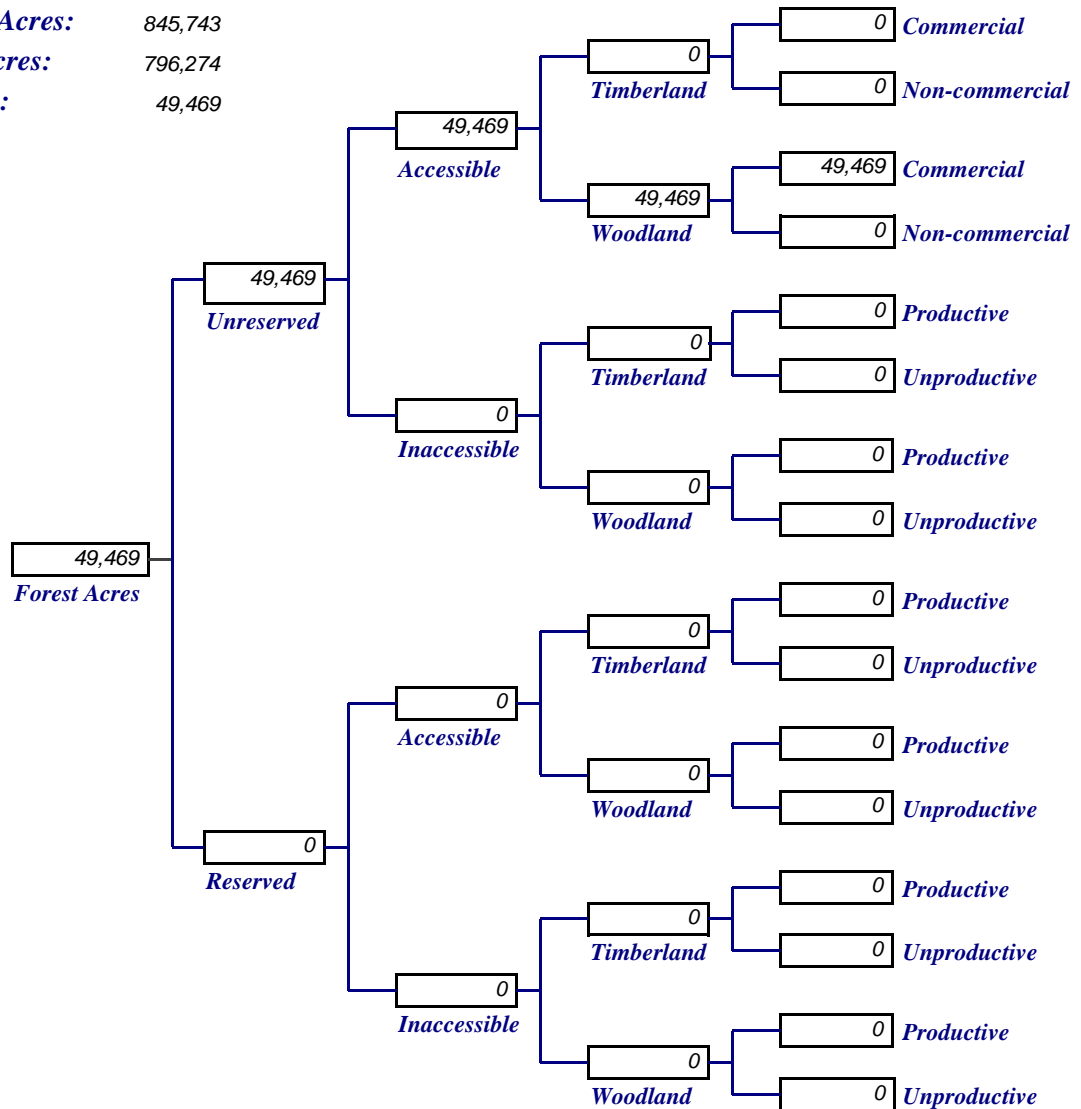 Acres: 845,743
cres: 796,274
: 49,469
0 Commercial
0
Timberland
0 Non-commercial
49,469
Accessible
49,469 Commercial
49,469
Woodland
0 Non-commercial
49,469
Unreserved
0 Productive
0
Timberland
0 Unproductive
0
Inaccessible
0 Productive
0
Woodland
0 Unproductive
49,469
Forest Acres
0 Productive
0
Timberland
0 Unproductive
0
Accessible
0 Productive
0
Woodland
0 Unproductive
0
Reserved
0 Productive
0
Timberland
0 Unproductive
0
Inaccessible
0 Productive
0
Woodland
0 Unproductive